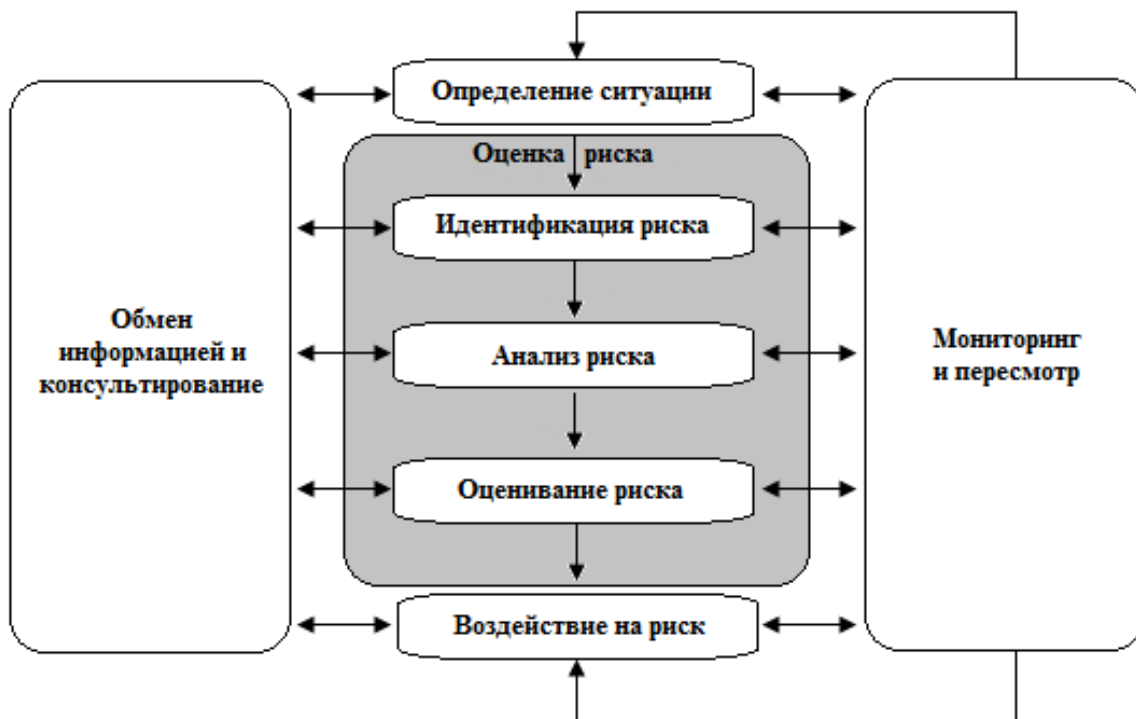 Определение ситуации
Оценка риска
Идентификация риска
Обмен
информацией и
консультирование
Анализ риска
Мониторинг
и пересмотр
Оценивание риска
Воздействие на риск